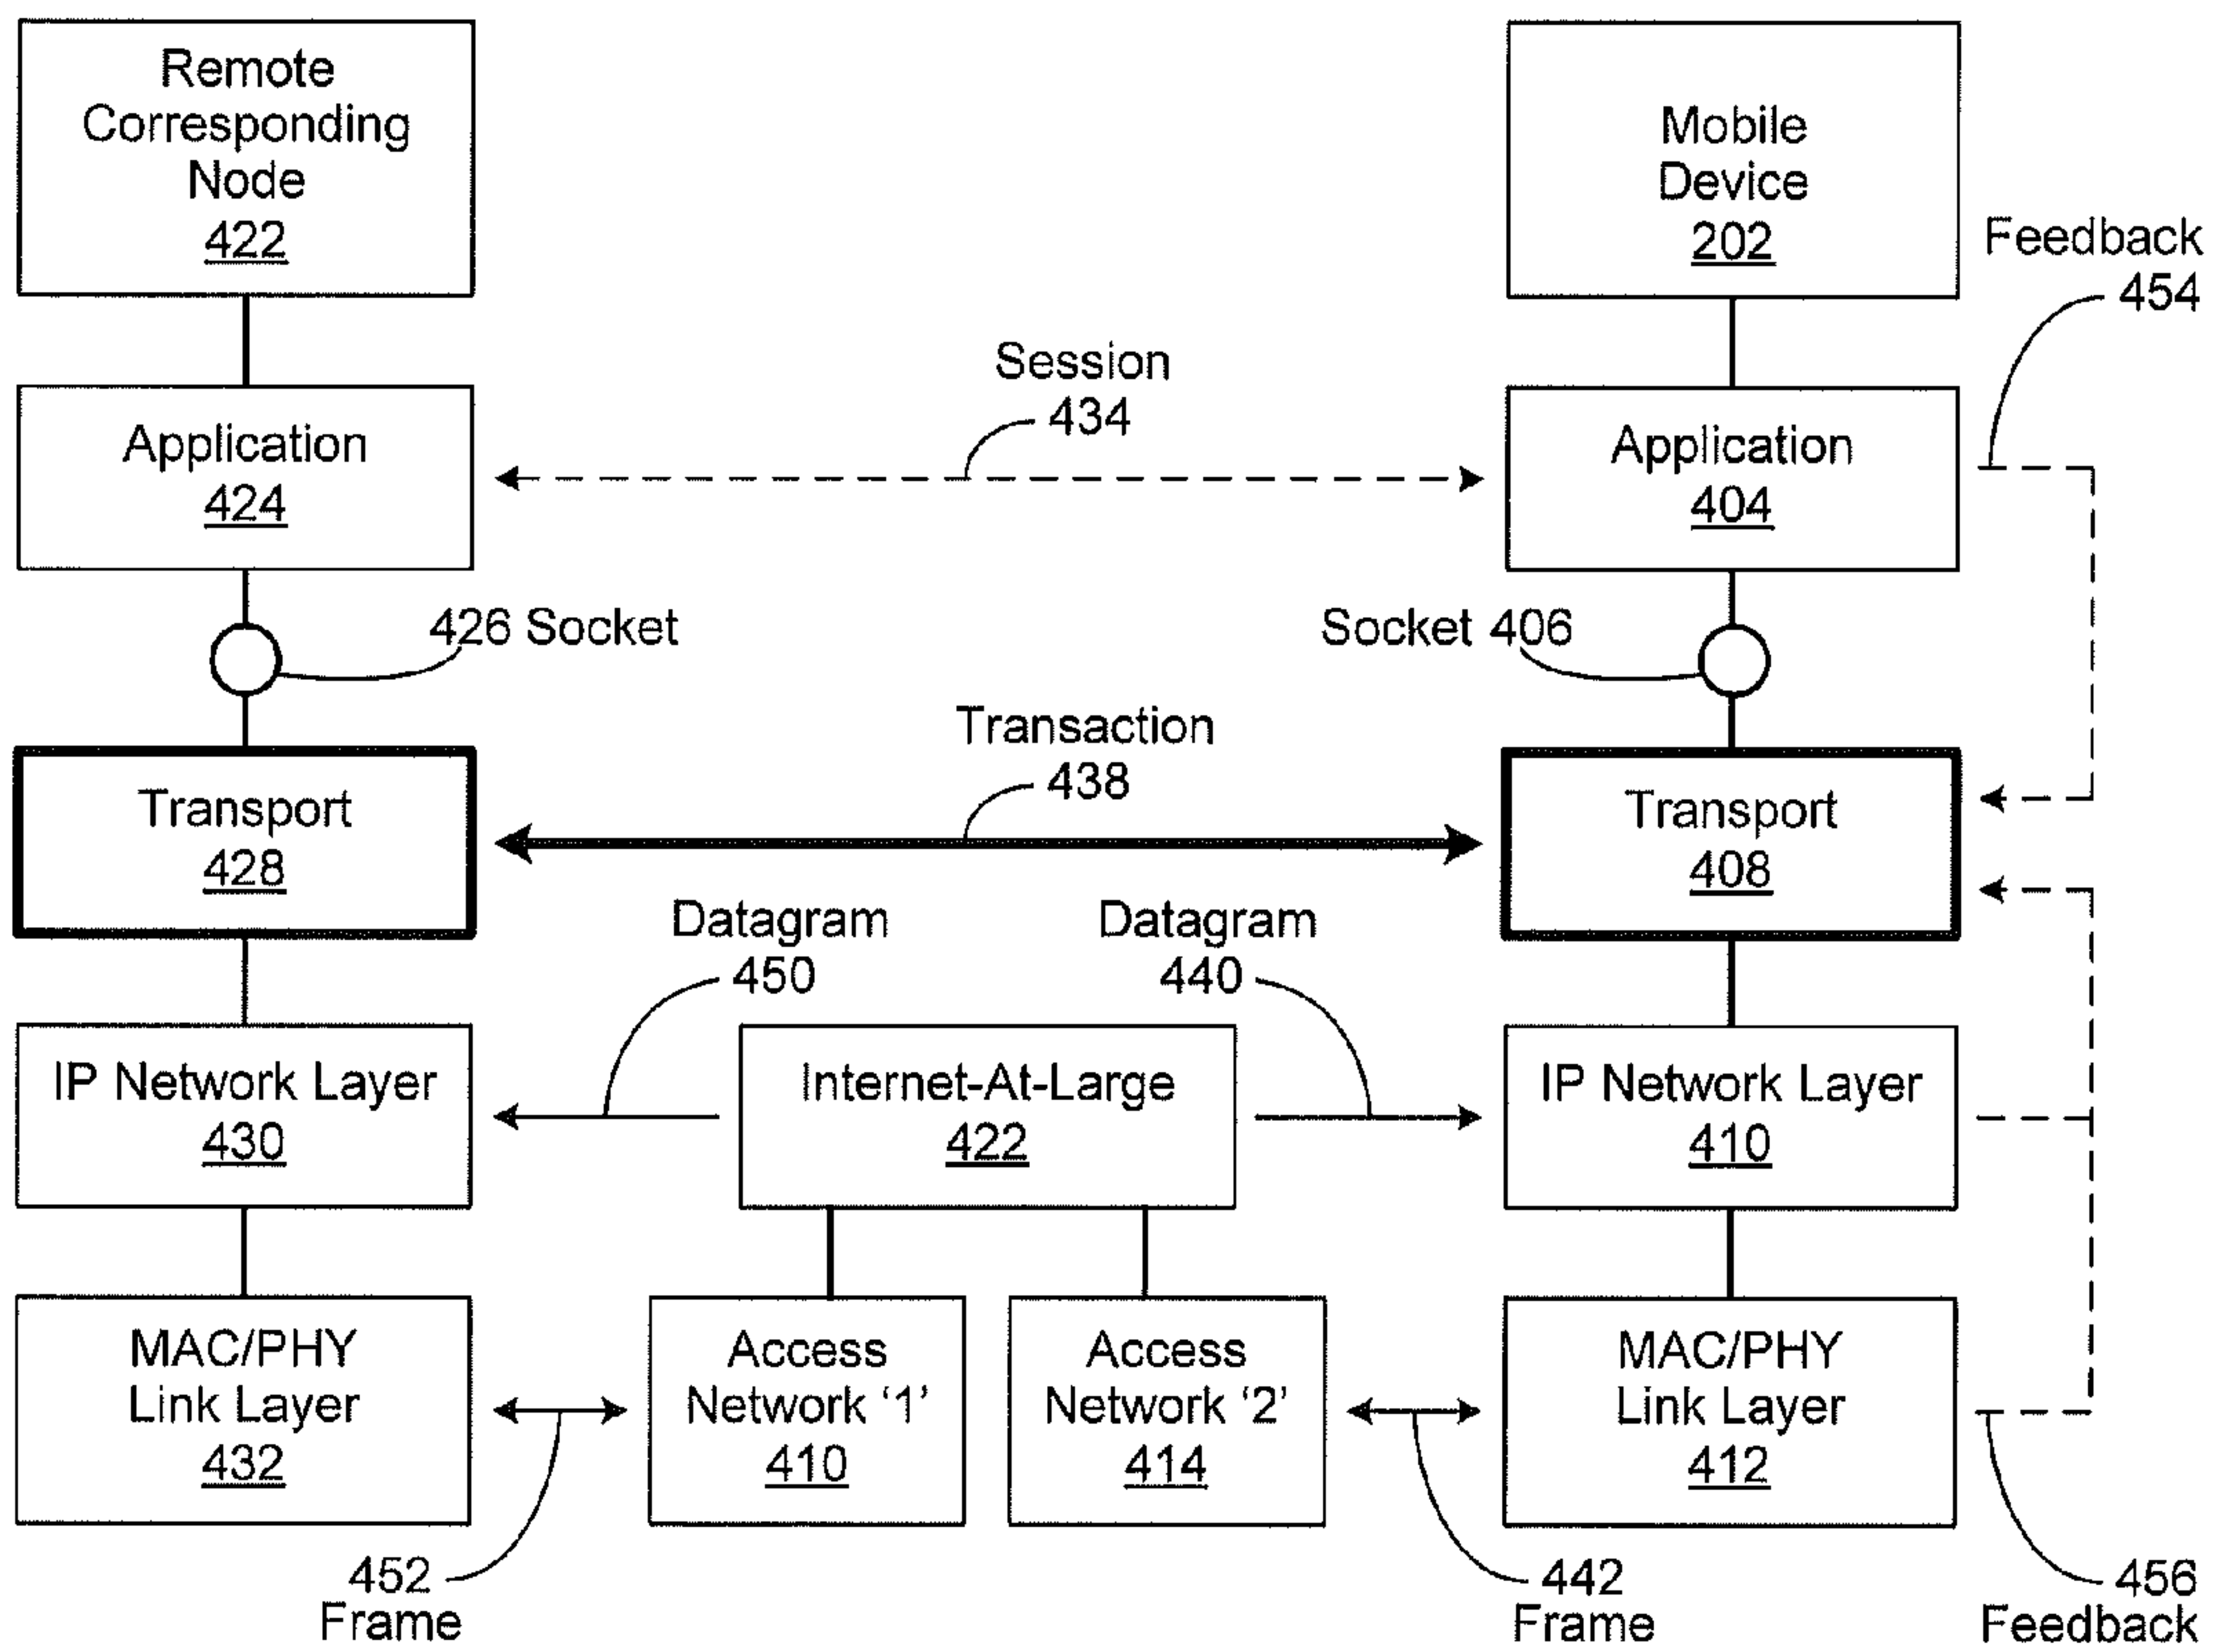 Remote
Corresponding
Node
422
Mobile
Device
202
Feedback
454
Session
434
Application
424
Application
404
426 Socket
Socket 406
Transaction
438
Transport
428
Transport
408
Datagram
450
Datagram
440
IP Network Layer
430
Internet-At-Large
422
IP Network Layer
410
MAC/PHY
Link Layer
432
Access
Network ‘1’
410
Access
Network ‘2’
414
MAC/PHY
Link Layer
412
452
Frame
442
Frame
456
Feedback